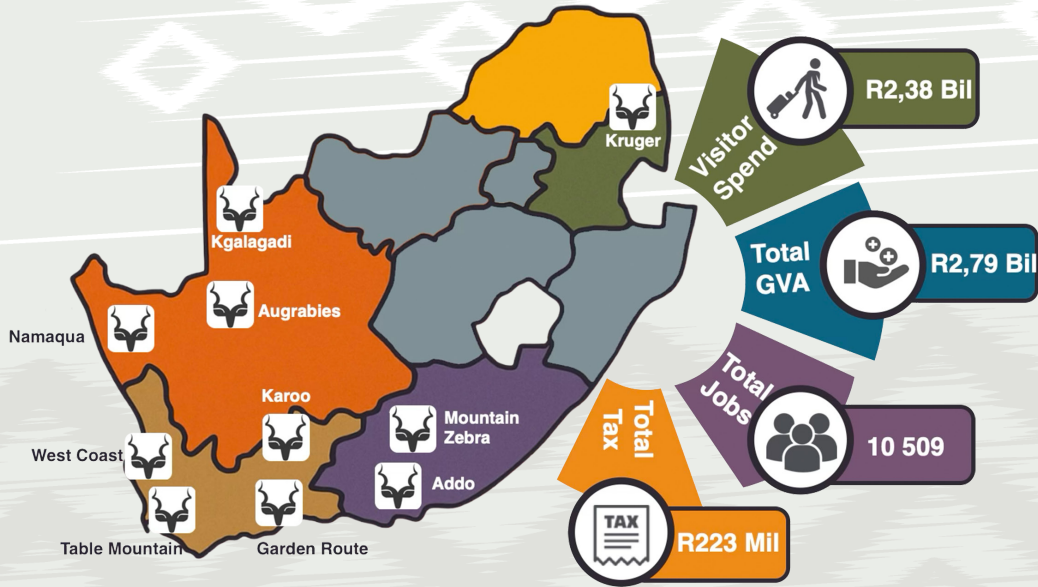 Kruger
Kgalagadi
Augrabies
Namaqua
Karoo
Mountain
Zebra
West Coast
Addo
Table Mountain
Garden Route
Visitor
Spend
R2,38 Bil
Total
GVA
R2,79 Bil
Total
Jobs
10 509
Total
Tax
TAX
R223 Mil